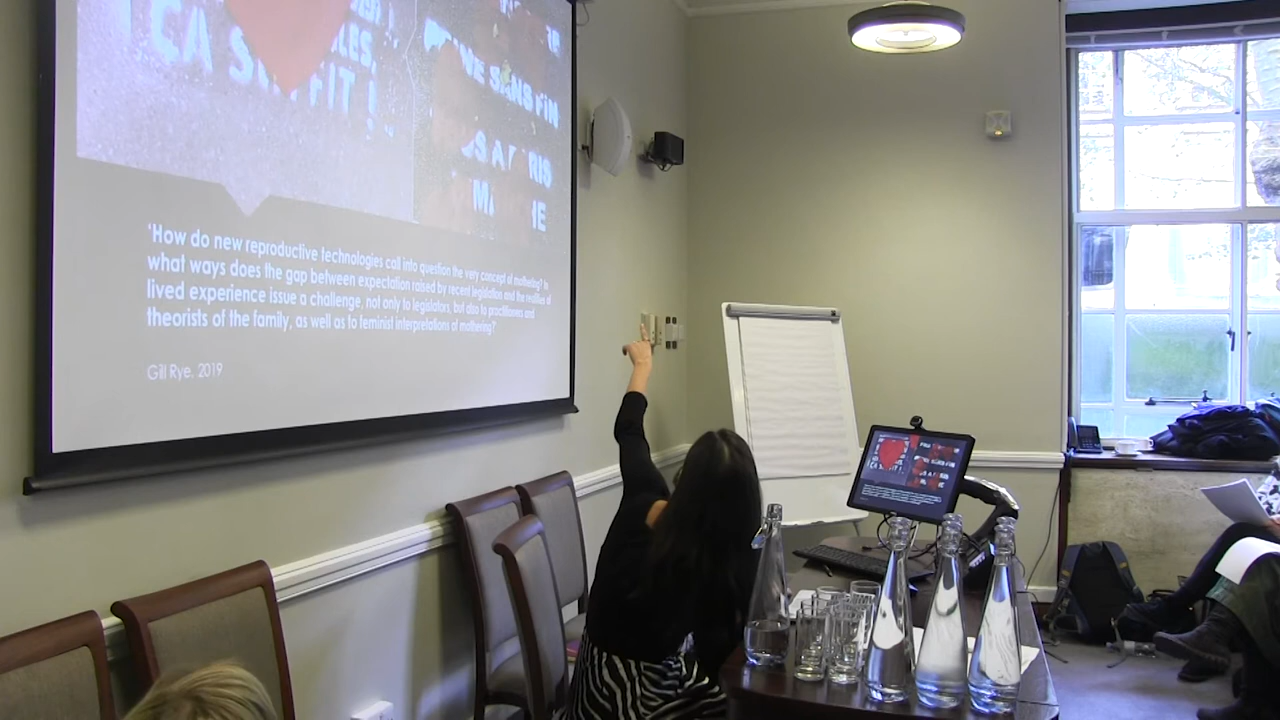 ÇA SUFFIT !
SANS FIN
'How do new reproductive technologies call into question the very concept of mothering? In
what ways does the gap between expectation raised by recent legislation and the realities of
lived experience issue a challenge, not only to legislators, but also to practitioners and
theorists of the family, as well as to feminist interpretations of mothering?'
Gill Rye, 2019